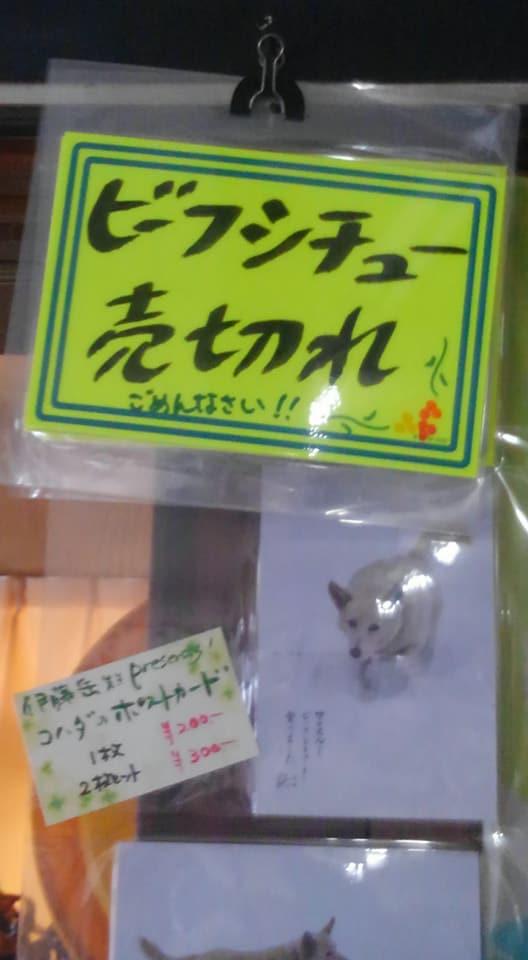 ビーフシチュー
売切れ
ごめんなさい!!
伊藤岳 presents!
コハダのポストカード
1枚 ¥200-
2枚セット ¥300-